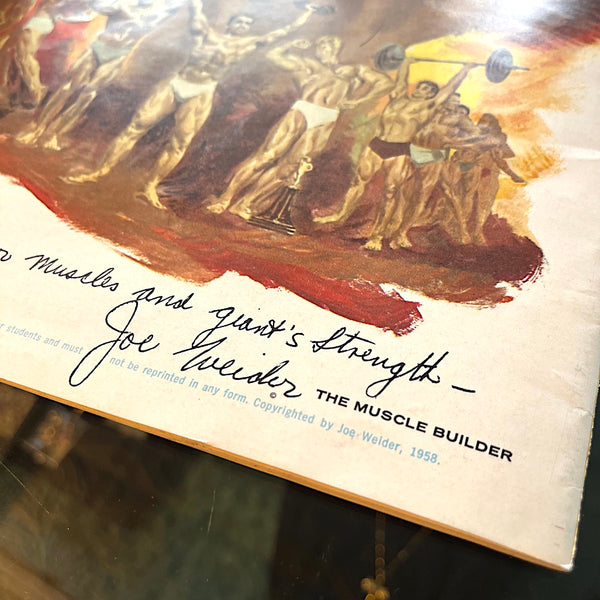 muscles and giant's strength —
Joe Weider
© THE MUSCLE BUILDER
students and must not be reprinted in any form. Copyrighted by Joe Weider, 1958.